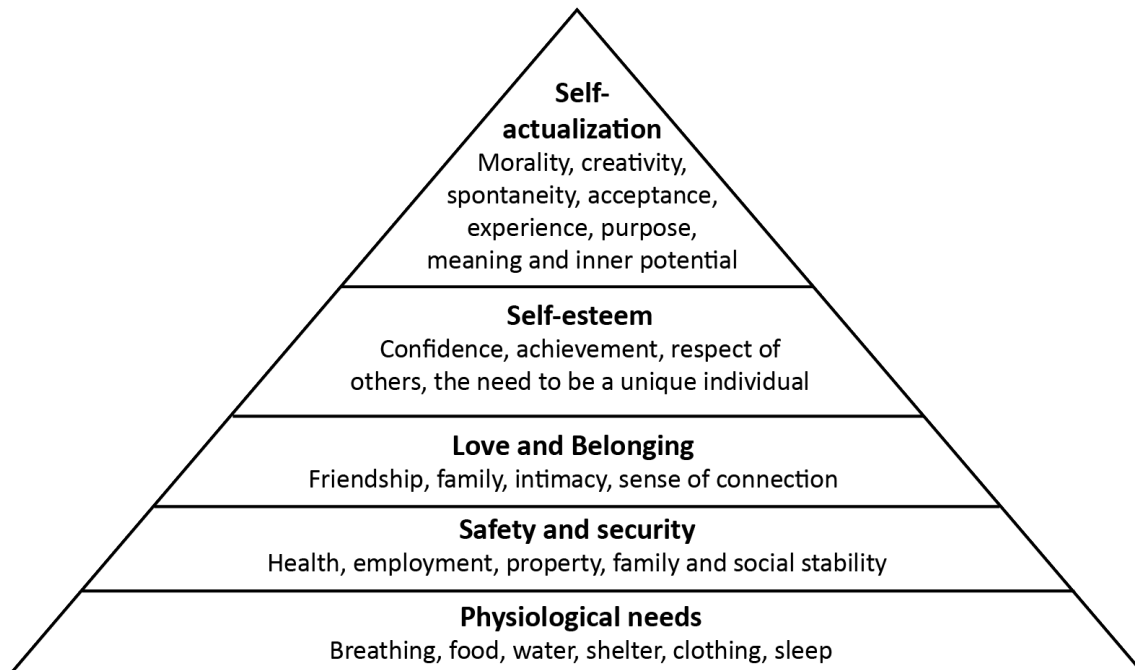 Self-
actualization
Morality, creativity,
spontaneity, acceptance,
experience, purpose,
meaning and inner potential
Self-esteem
Confidence, achievement, respect of
others, the need to be a unique individual
Love and Belonging
Friendship, family, intimacy, sense of connection
Safety and security
Health, employment, property, family and social stability
Physiological needs
Breathing, food, water, shelter, clothing, sleep